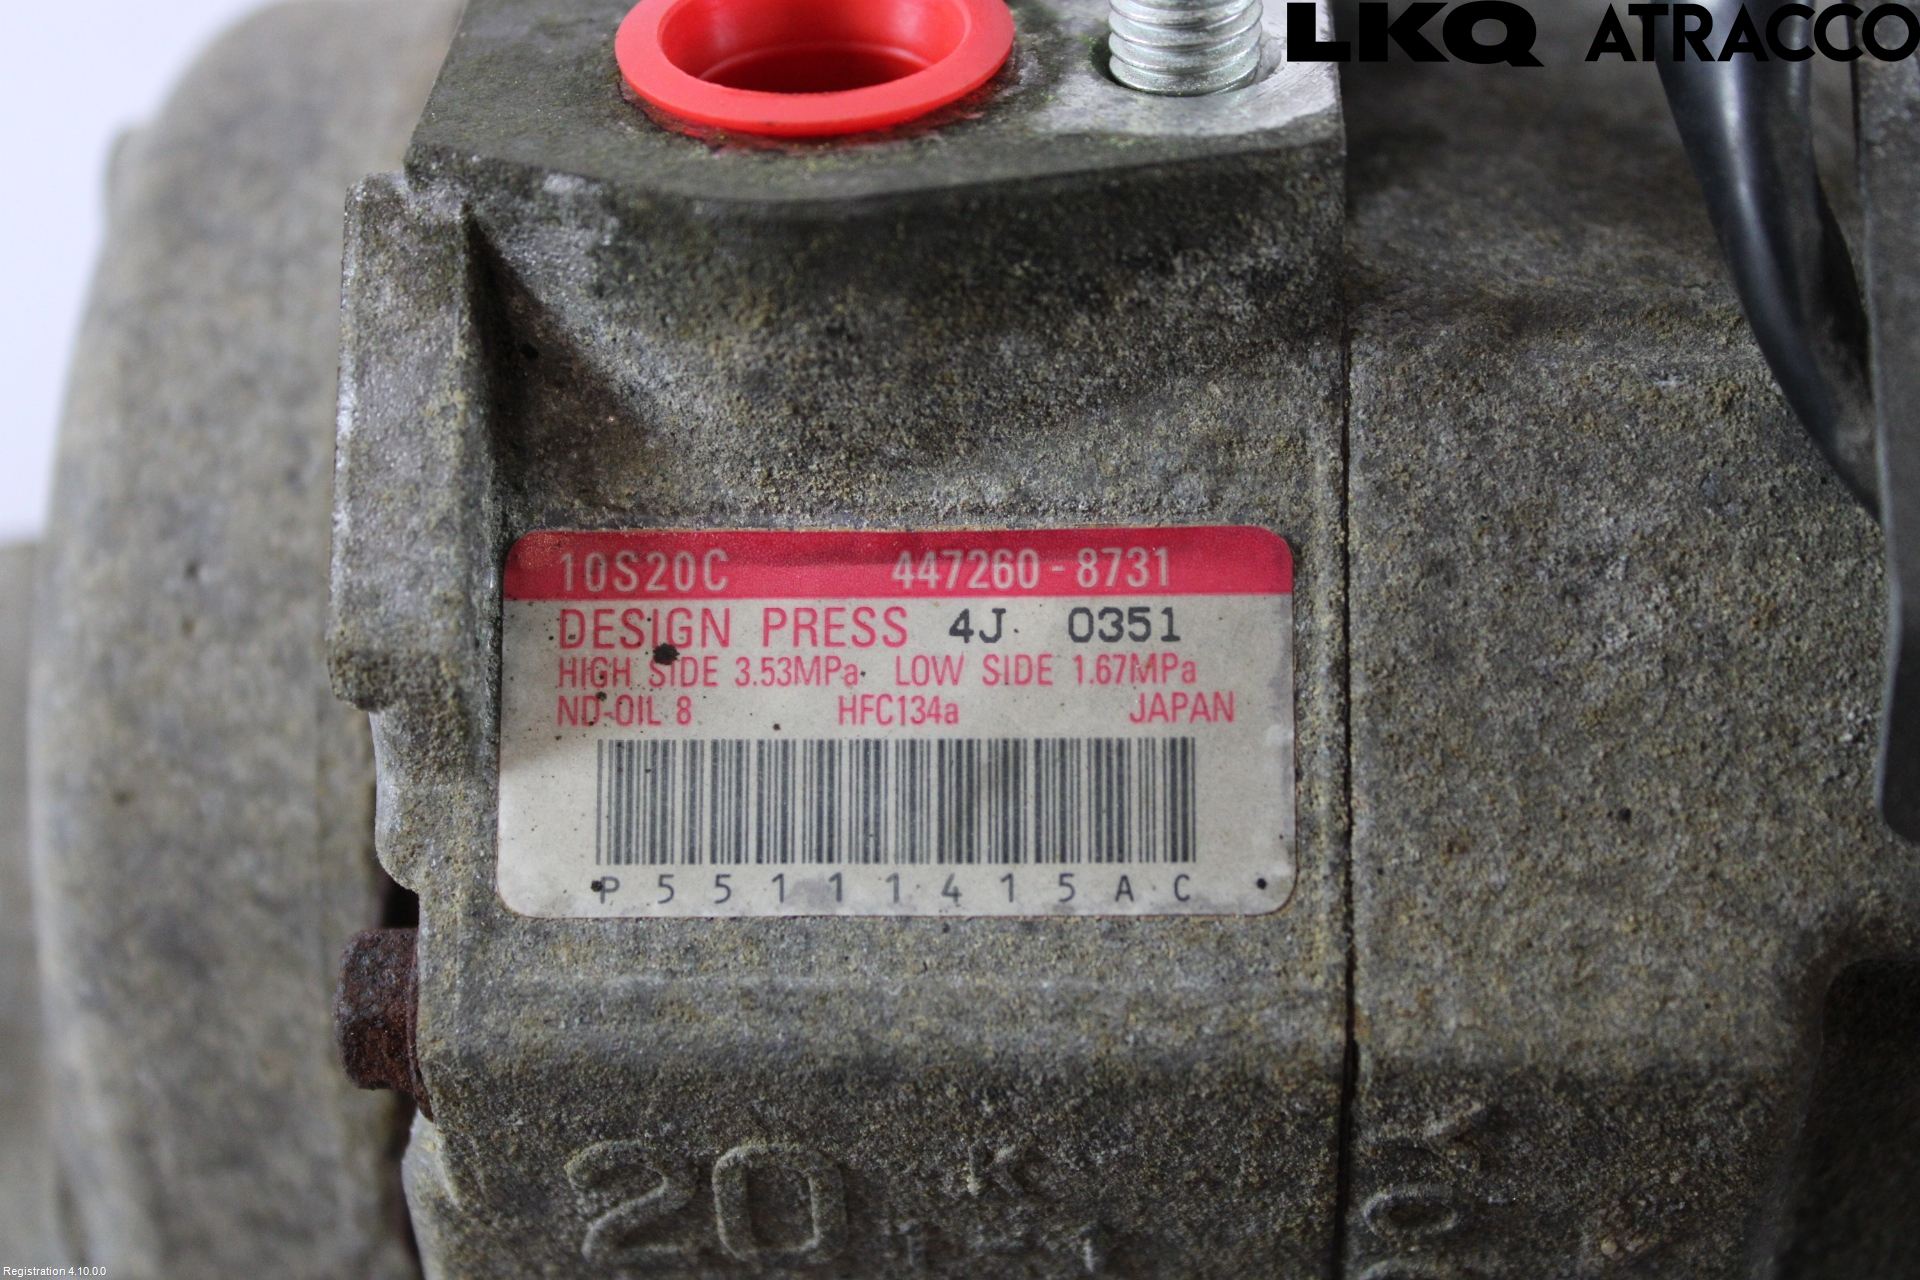 LKQ ATRACCO
10S20C 447260-8731
DESIGN PRESS 4J 0351
HIGH SIDE 3.53MPa LOW SIDE 1.67MPa
ND-OIL 8 HFC134a JAPAN
P55111415AC
20 K
Registration 4.10.0.0